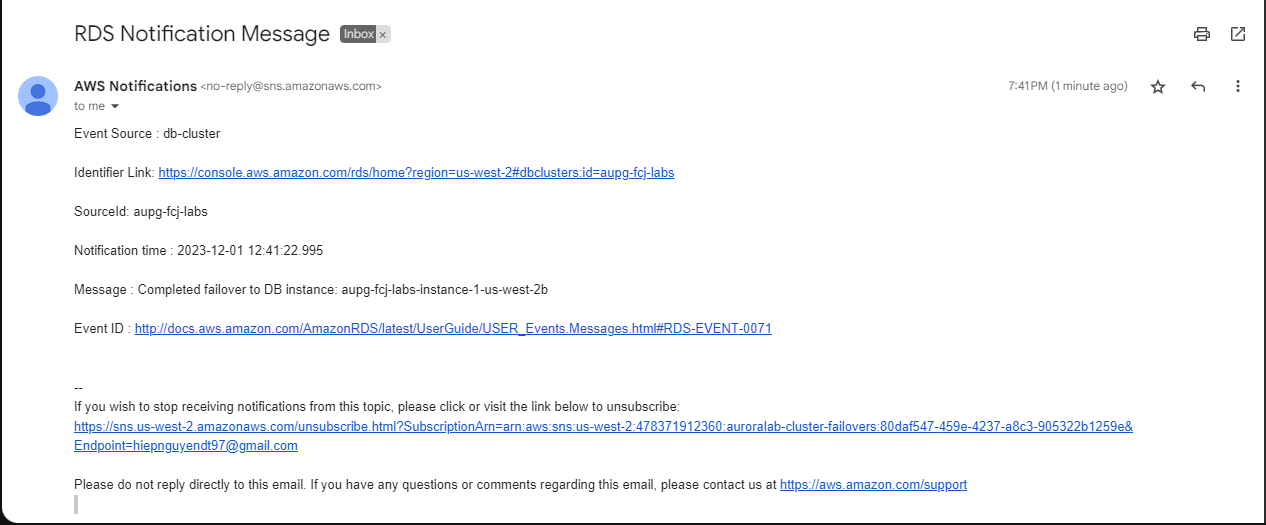 RDS Notification Message Inbox ×
AWS Notifications <no-reply@sns.amazonaws.com> 7:41 PM (1 minute ago)
to me
Event Source : db-cluster
Identifier Link: https://console.aws.amazon.com/rds/home?region=us-west-2#dbclusters:id=aupg-fcj-labs
SourceId: aupg-fcj-labs
Notification time : 2023-12-01 12:41:22.995
Message : Completed failover to DB instance: aupg-fcj-labs-instance-1-us-west-2b
Event ID : http://docs.aws.amazon.com/AmazonRDS/latest/UserGuide/USER_Events.Messages.html#RDS-EVENT-0071
--
If you wish to stop receiving notifications from this topic, please click or visit the link below to unsubscribe:
https://sns.us-west-2.amazonaws.com/unsubscribe.html?SubscriptionArn=arn:aws:sns:us-west-2:478371912360:auroralab-cluster-failovers:80daf547-459e-4237-a8c3-905322b1259e&
Endpoint=hiepnguyendt97@gmail.com
Please do not reply directly to this email. If you have any questions or comments regarding this email, please contact us at https://aws.amazon.com/support